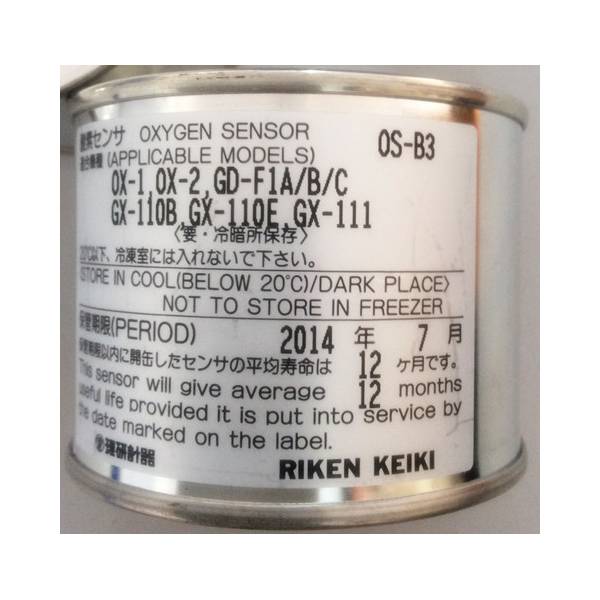 酸素センサ OXYGEN SENSOR OS-B3
適合機種 (APPLICABLE MODELS)
OX-1,OX-2,GD-F1A/B/C
GX-110B,GX-110E,GX-111
〈要・冷暗所保存〉
20℃以下、冷凍室には入れないで下さい。
〈STORE IN COOL(BELOW 20℃)/DARK PLACE〉
NOT TO STORE IN FREEZER
保管期限(PERIOD) 2014 年 7 月
保管期限以内に開缶したセンサの平均寿命は 12 ケ月です。
This sensor will give average 12 months
useful life provided it is put into service by
the date marked on the label.
理研計器 RIKEN KEIKI